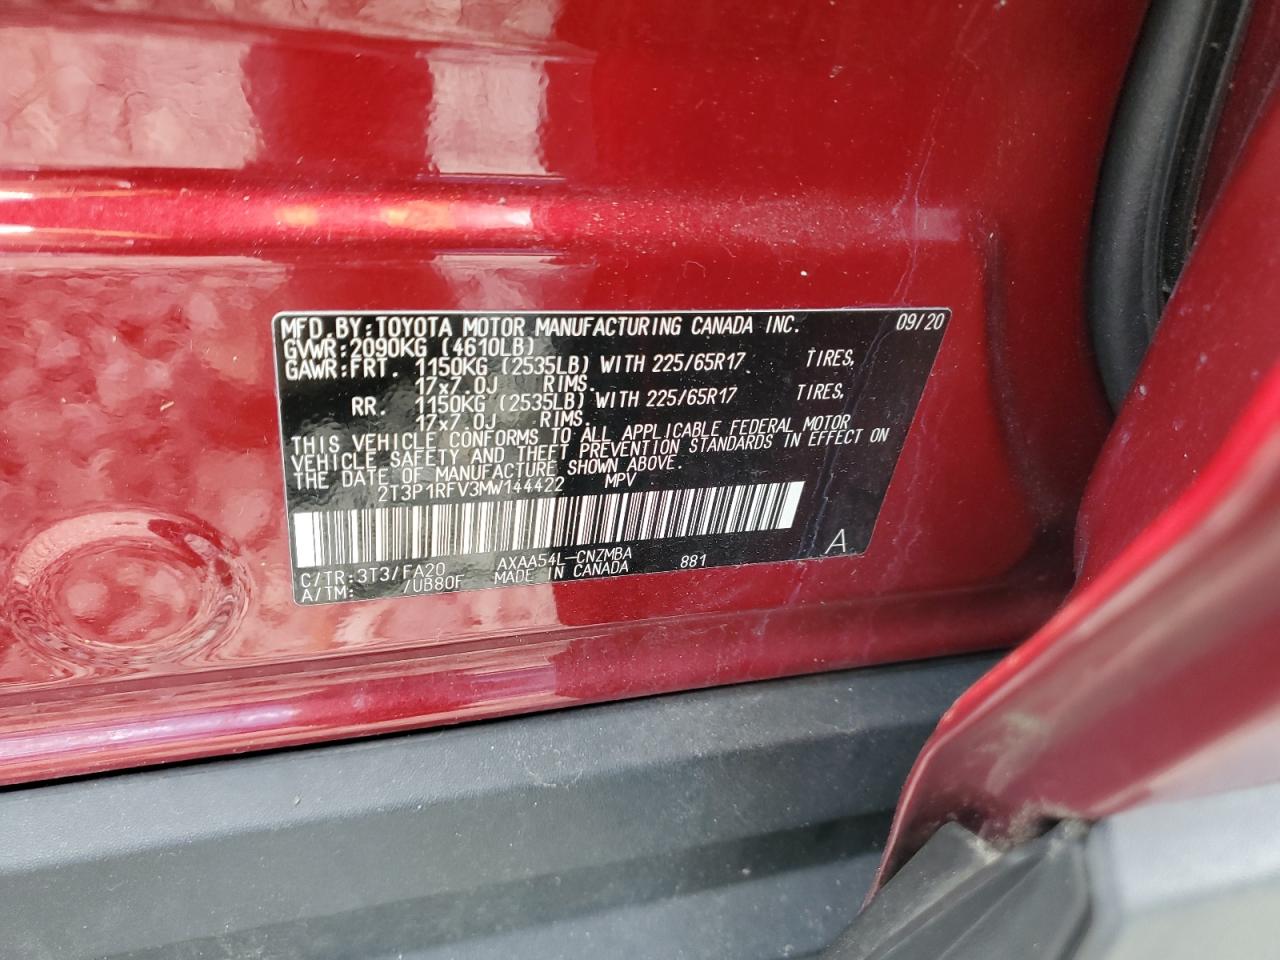 MFD.BY:TOYOTA MOTOR MANUFACTURING CANADA INC. 09/20
GVWR:2090KG (4610LB)
GAWR:FRT. 1150KG (2535LB) WITH 225/65R17 TIRES,
17x7.0J RIMS.
RR. 1150KG (2535LB) WITH 225/65R17 TIRES,
17x7.0J RIMS.
THIS VEHICLE CONFORMS TO ALL APPLICABLE FEDERAL MOTOR
VEHICLE SAFETY AND THEFT PREVENTION STANDARDS IN EFFECT ON
THE DATE OF MANUFACTURE SHOWN ABOVE.
2T3P1RFV3MW144422 MPV
C/TR:3T3/FA20 AXAA54L-CNZMBA 881 A
A/TM: /UB80F MADE IN CANADA